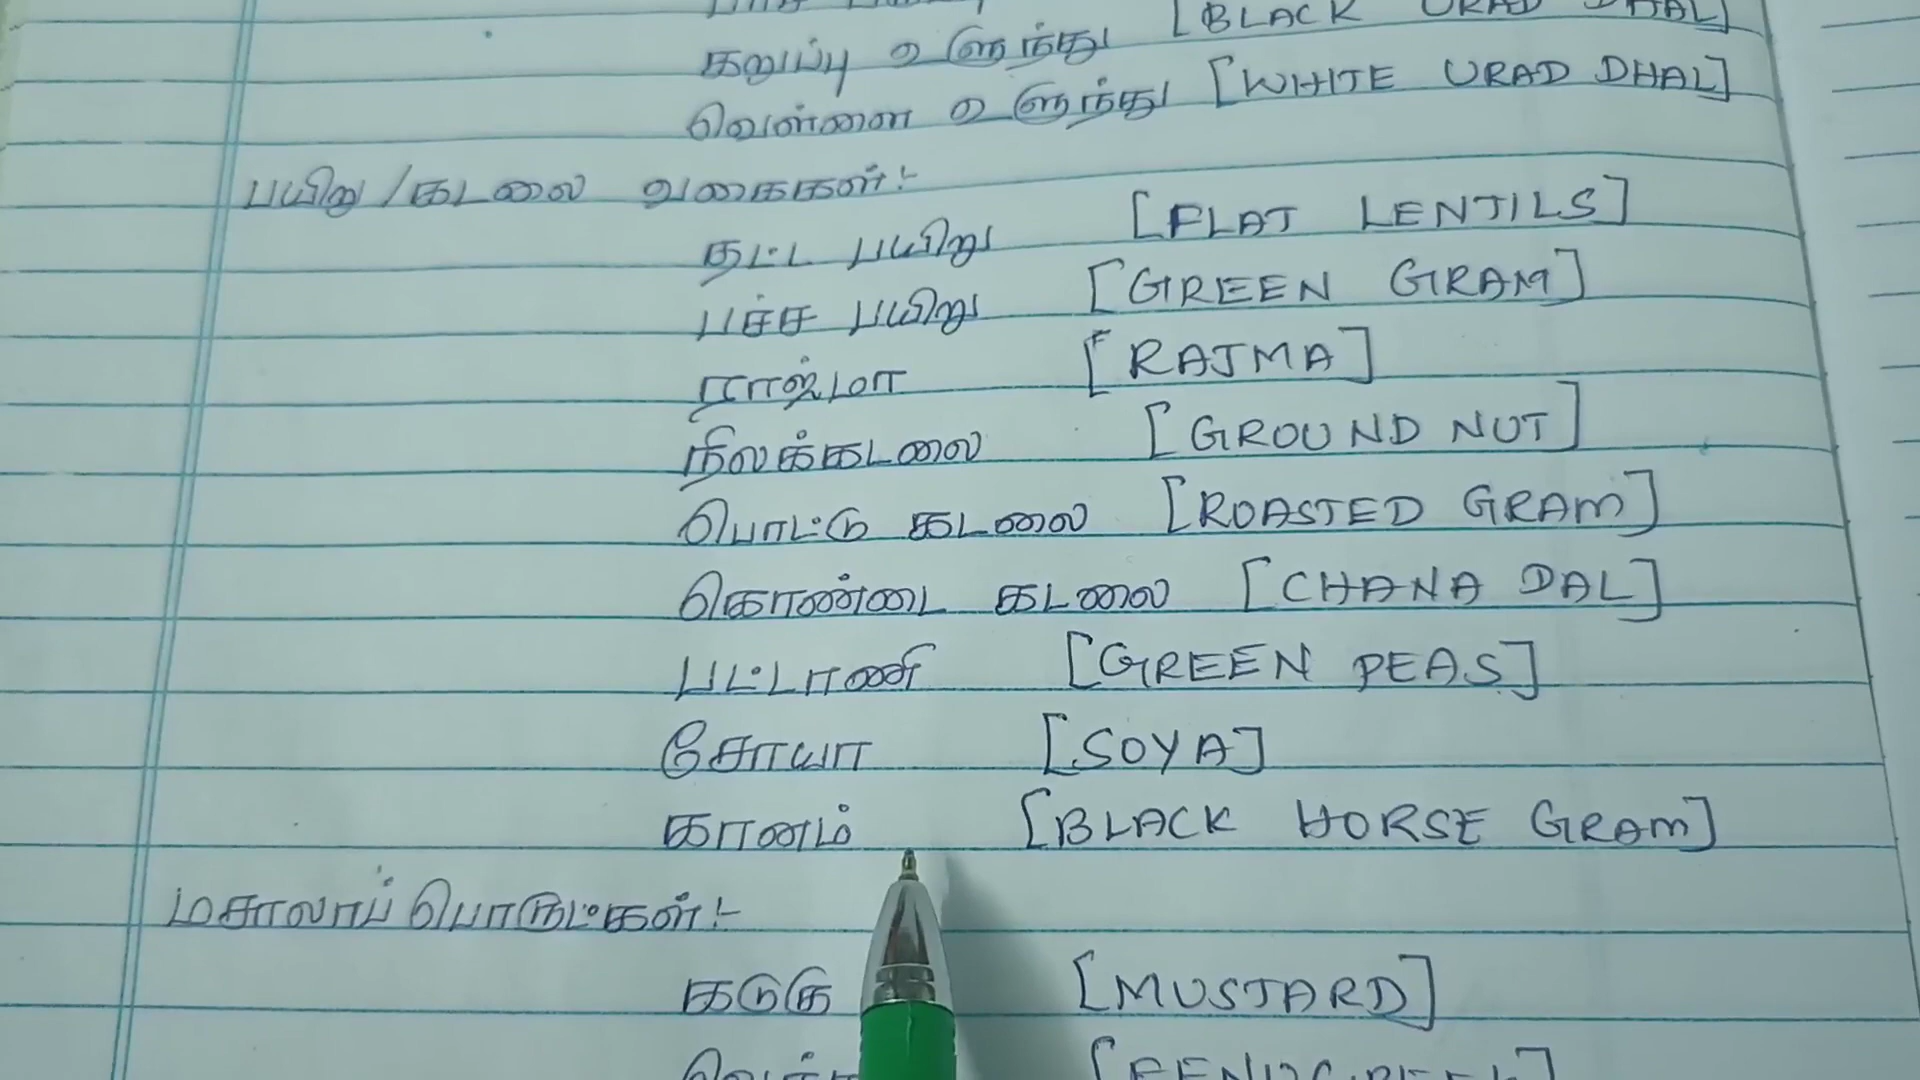 [BLACK URAD DHAL]
கறுப்பு உளுந்து
வெள்ளை உளுந்து [WHITE URAD DHAL]
பயிறு / கடலை வகைகள் :-
தட்ட பயிறு [FLAT LENTILS]
பச்ச பயிறு [GREEN GRAM]
ராஜ்மா [RAJMA]
நிலக்கடலை [GROUND NUT]
பொட்டு கடலை [ROASTED GRAM]
கொண்டை கடலை [CHANA DAL]
பட்டாணி [GREEN PEAS]
சோயா [SOYA]
காணம் [BLACK HORSE GRAM]
மசாலாப் பொருட்கள் :-
கடுகு [MUSTARD]